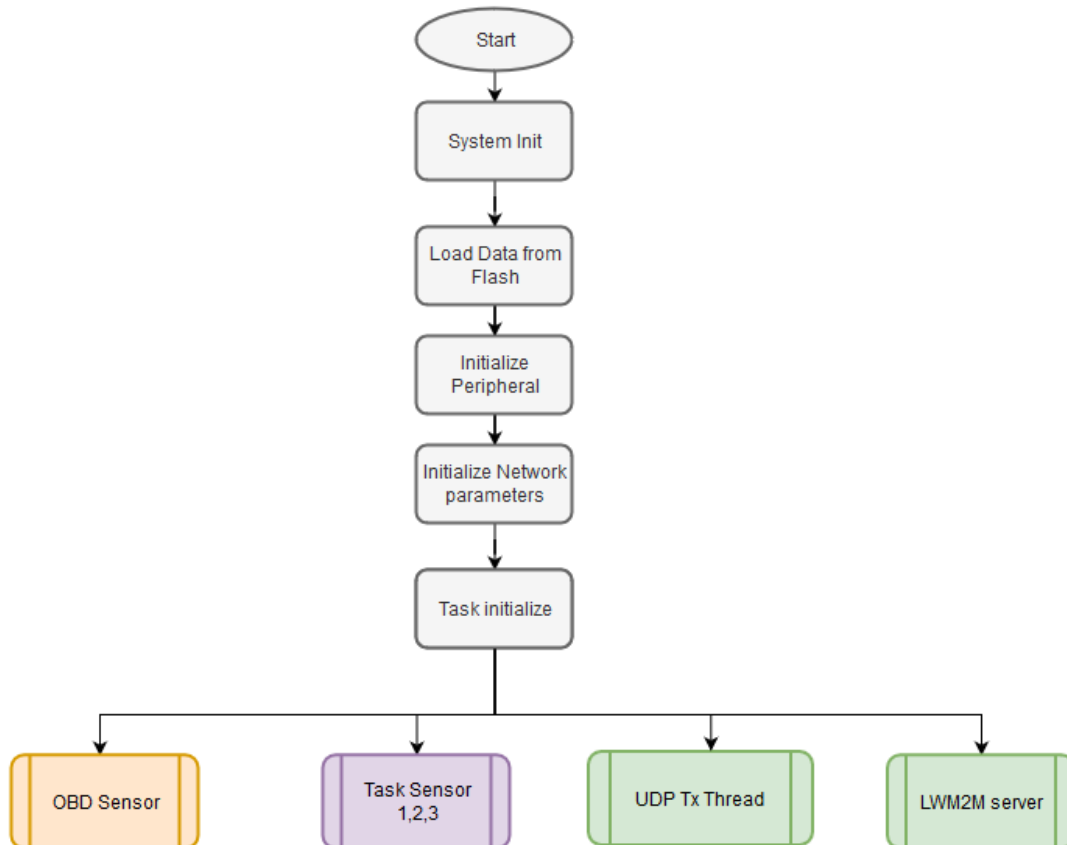 Start
System Init
Load Data from
Flash
Initialize
Peripheral
Initialize Network
parameters
Task initialize
OBD Sensor
Task Sensor
1,2,3
UDP Tx Thread
LWM2M server